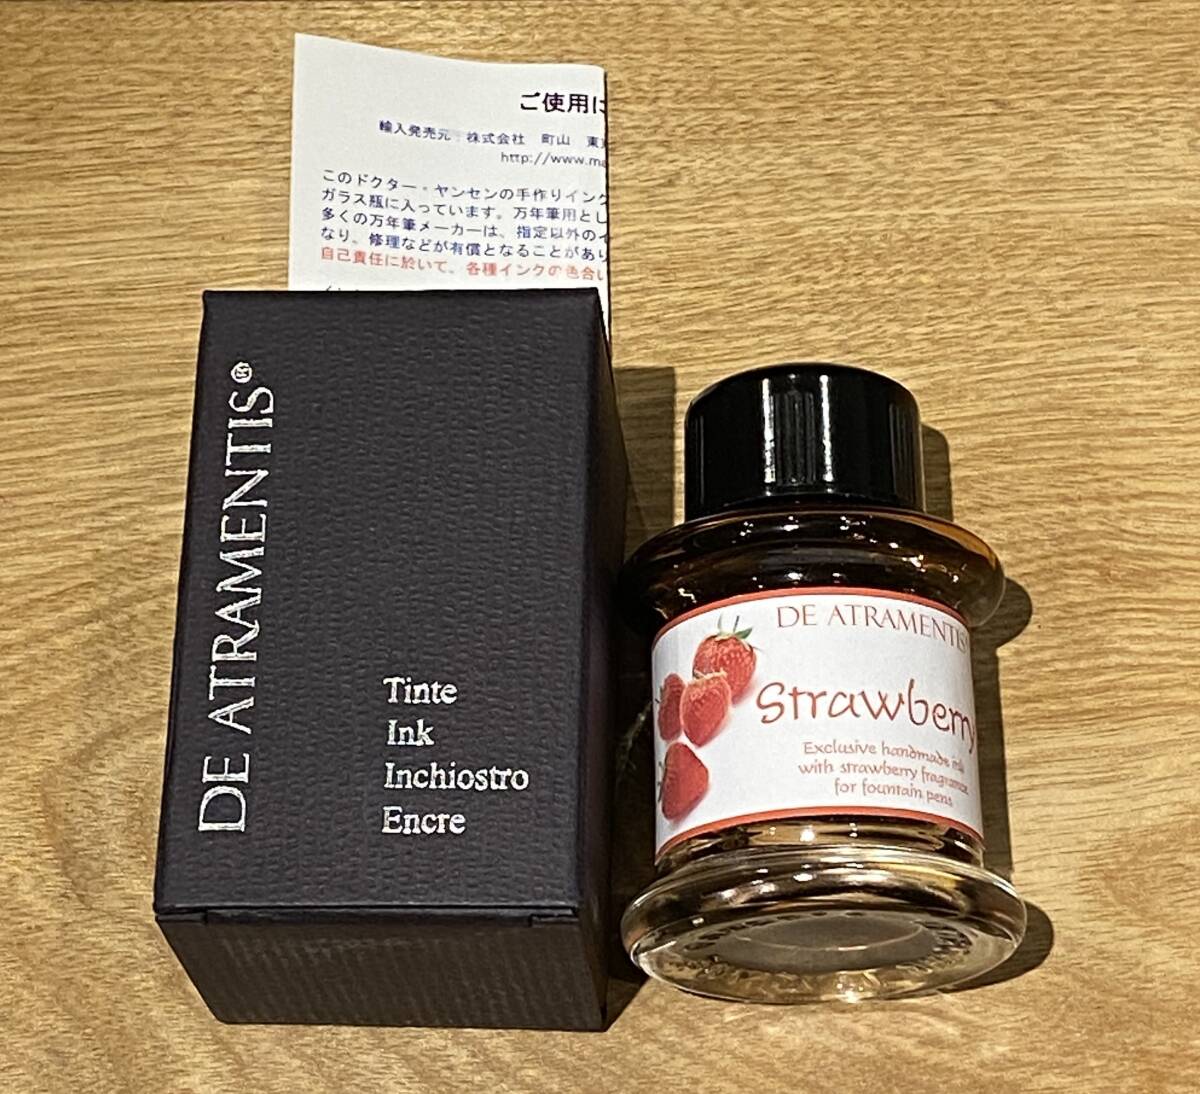 ご使用に
輸入発売元：株式会社 町山 東
http://www.ma
このドクター・ヤンセンの手作りインク
ガラス瓶に入っています。万年筆用とし
多くの万年筆メーカーは、指定以外のイ
なり、修理などが有償となることがあり
自己責任に於いて、各種インクの色合い
DE ATRAMENTIS®
Tinte
Ink
Inchiostro
Encre
DE ATRAMENTIS
Strawberry
Exclusive handmade ink
with strawberry fragrance
for fountain pens